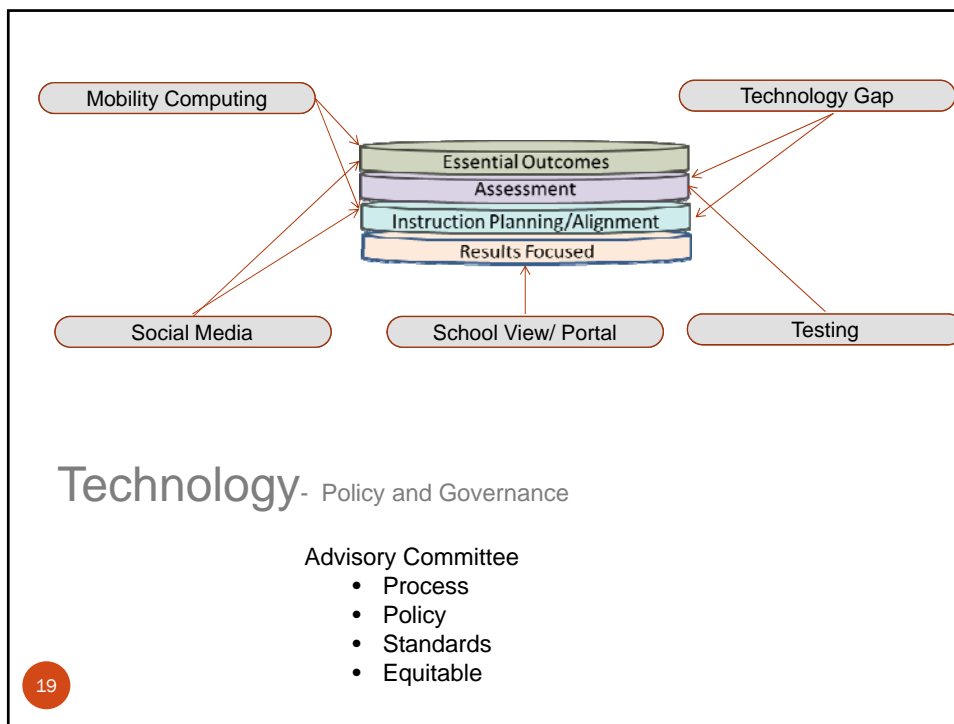 Mobility Computing
Technology Gap
Essential Outcomes
Assessment
Instruction Planning/Alignment
Results Focused
Social Media
School View/ Portal
Testing
Technology- Policy and Governance
Advisory Committee
• Process
• Policy
• Standards
• Equitable
19